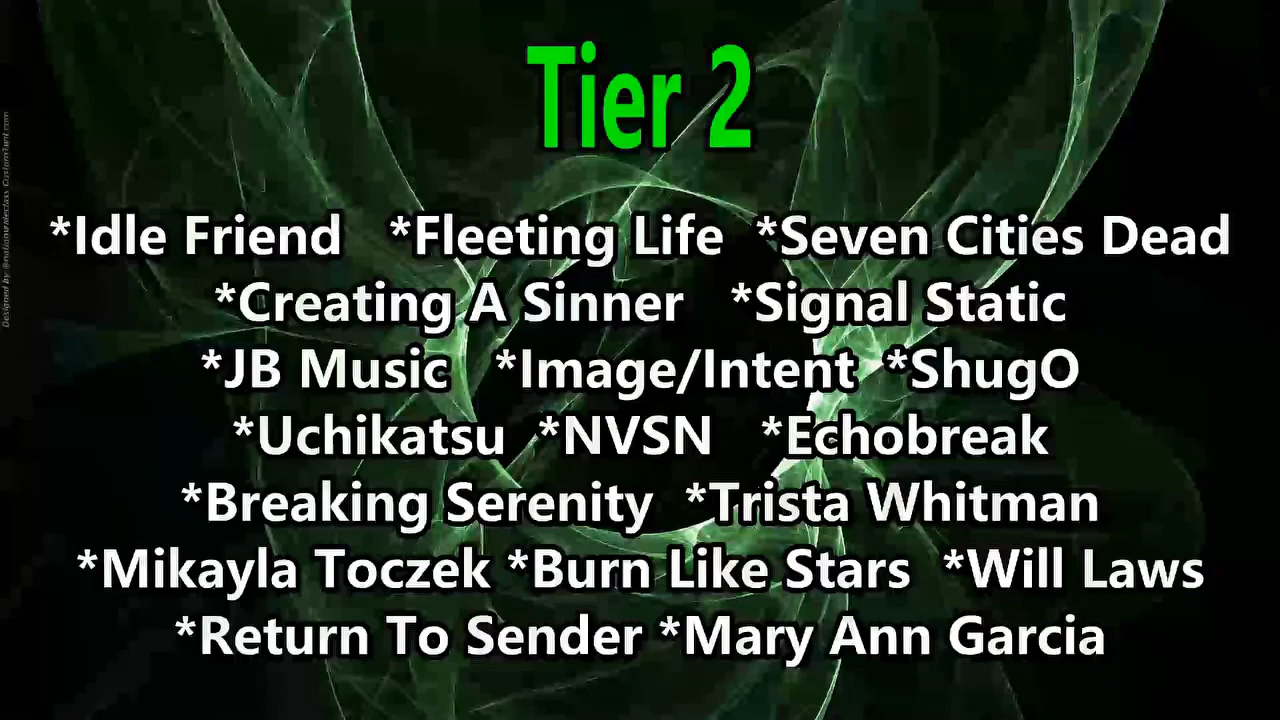 Tier 2
*Idle Friend *Fleeting Life *Seven Cities Dead
*Creating A Sinner *Signal Static
*JB Music *Image/Intent *ShugO
*Uchikatsu *NVSN *Echobreak
*Breaking Serenity *Trista Whitman
*Mikayla Toczek *Burn Like Stars *Will Laws
*Return To Sender *Mary Ann Garcia
Designed by